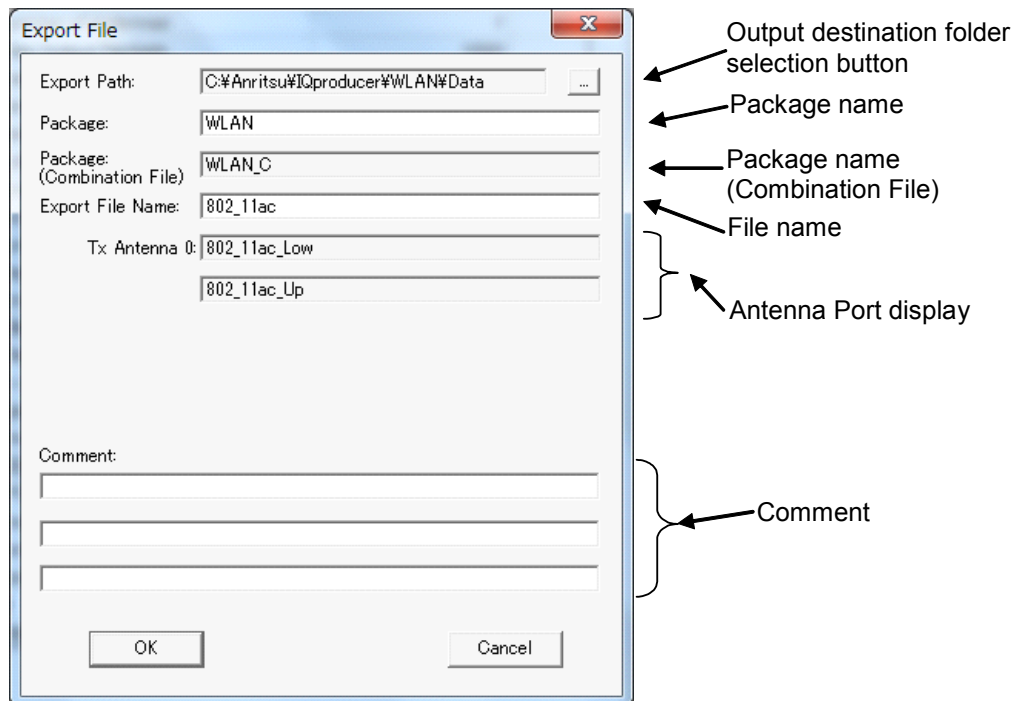 Export File
Export Path: C:¥Anritsu¥IQproducer¥WLAN¥Data ...
Output destination folder
selection button
Package: WLAN
Package name
Package:
(Combination File) WLAN_C
Package name
(Combination File)
Export File Name: 802_11ac
File name
Tx Antenna 0: 802_11ac_Low
802_11ac_Up
Antenna Port display
Comment:
Comment
OK Cancel